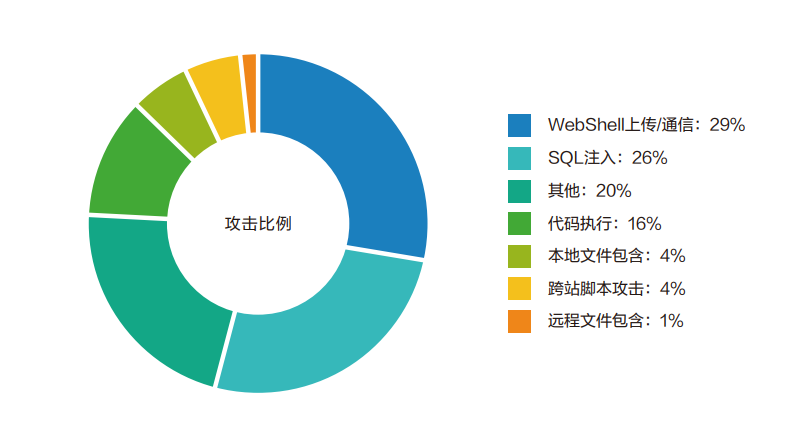 攻击比例
WebShell上传/通信：29%
SQL注入：26%
其他：20%
代码执行：16%
本地文件包含：4%
跨站脚本攻击：4%
远程文件包含：1%